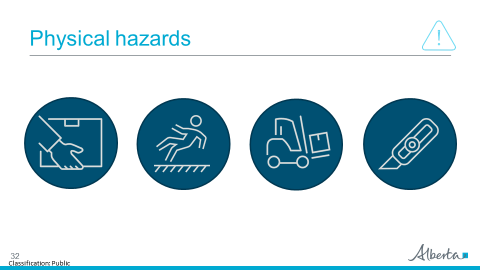 Physical hazards
!
32
Classification: Public
Alberta